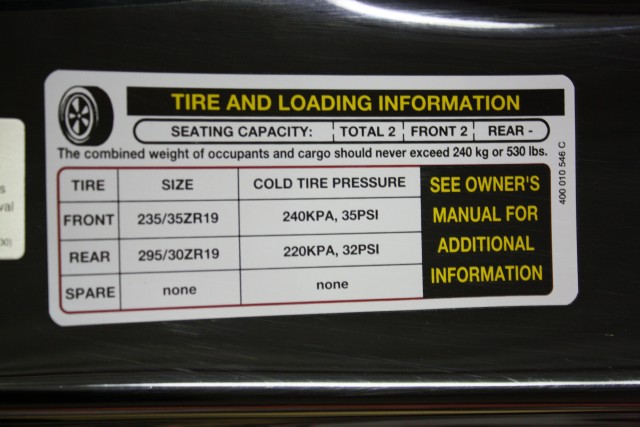 TIRE AND LOADING INFORMATION
SEATING CAPACITY: TOTAL 2 FRONT 2 REAR -
The combined weight of occupants and cargo should never exceed 240 kg or 530 lbs.
TIRE SIZE COLD TIRE PRESSURE
FRONT 235/35ZR19 240KPA, 35PSI
REAR 295/30ZR19 220KPA, 32PSI
SPARE none none
SEE OWNER'S
MANUAL FOR
ADDITIONAL
INFORMATION
400 010 546 C